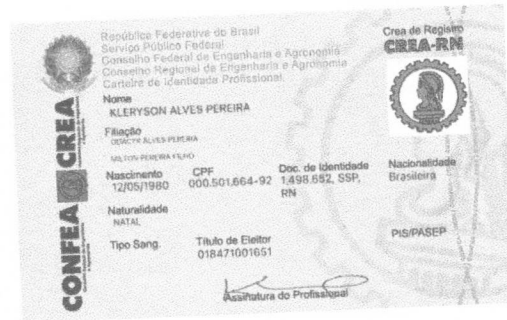 República Federativa do Brasil
Serviço Público Federal
Conselho Federal de Engenharia e Agronomia
Conselho Regional de Engenharia e Agronomia
Carteira de Identidade Profissional
Crea de Registro
CREA-RN
Nome
KLERYSON ALVES PEREIRA
Filiação
ALVES PEREIRA
MILTON PEREIRA FILHO
Nascimento CPF Doc. de Identidade Nacionalidade
12/05/1980 000.501.664-92 1.498.652, SSP, RN Brasileira
Naturalidade
NATAL
Tipo Sang. Título de Eleitor PIS/PASEP
018471001651
Assinatura do Profissional
CONFEA CREA